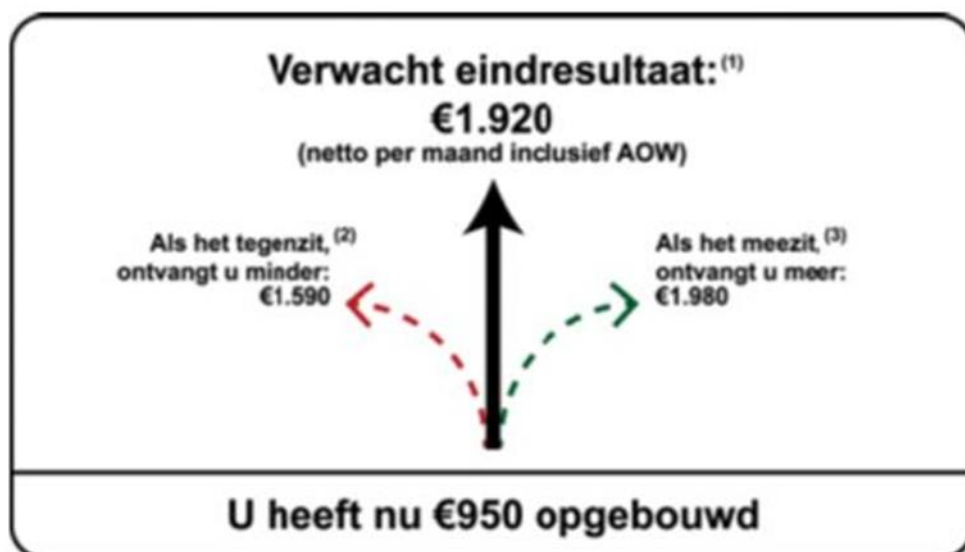 Verwacht eindresultaat: (1)
€1.920
(netto per maand inclusief AOW)
Als het tegenzit, (2)
ontvangt u minder:
€1.590
Als het meezit, (3)
ontvangt u meer:
€1.980
U heeft nu €950 opgebouwd